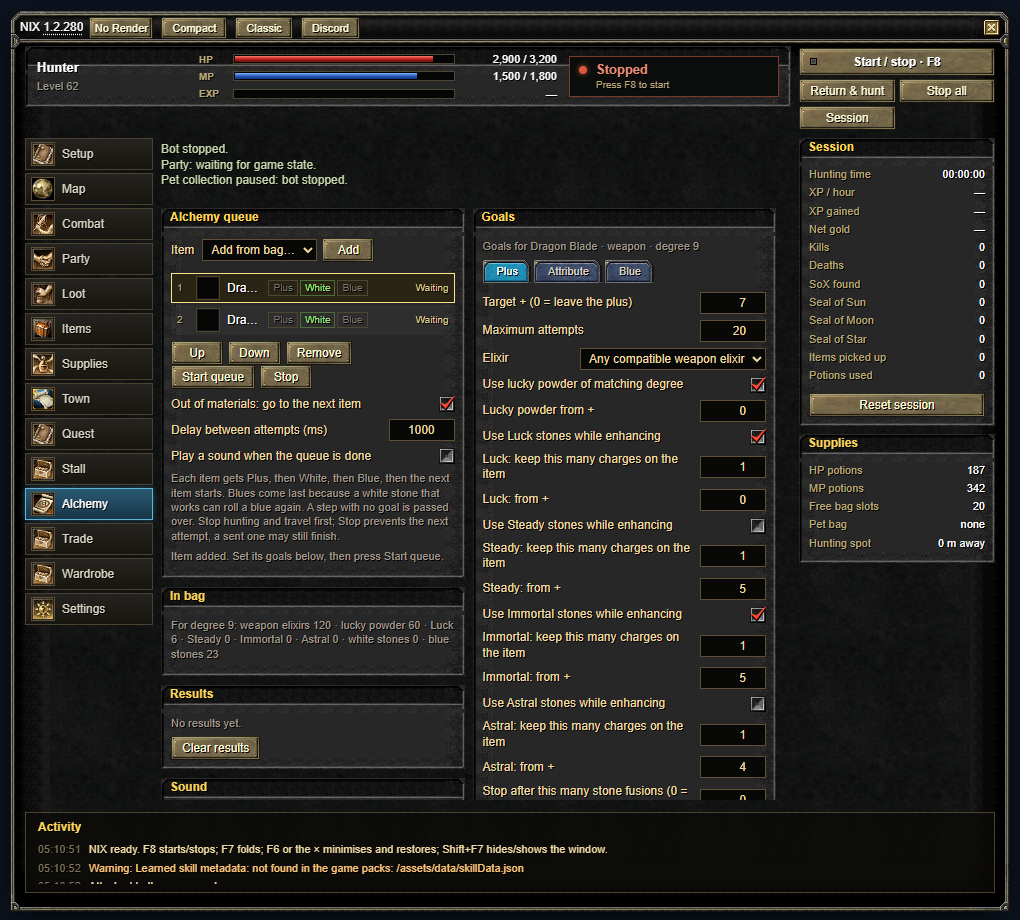 NIX 1.2.280 No Render Compact Classic Discord
Hunter
Level 62
HP 2,900 / 3,200
MP 1,500 / 1,800
EXP —
Stopped
Press F8 to start
Start / stop · F8
Return & hunt Stop all
Session
Setup
Map
Combat
Party
Loot
Items
Supplies
Town
Quest
Stall
Alchemy
Trade
Wardrobe
Settings
Bot stopped.
Party: waiting for game state.
Pet collection paused: bot stopped.
Alchemy queue
Item Add from bag... Add
1 Dra... Plus White Blue Waiting
2 Dra... Plus White Blue Waiting
Up Down Remove
Start queue Stop
Out of materials: go to the next item
Delay between attempts (ms) 1000
Play a sound when the queue is done
Each item gets Plus, then White, then Blue, then the next
item starts. Blues come last because a white stone that
works can roll a blue again. A step with no goal is passed
over. Stop hunting and travel first; Stop prevents the next
attempt, a sent one may still finish.
Item added. Set its goals below, then press Start queue.
In bag
For degree 9: weapon elixirs 120 · lucky powder 60 · Luck
6 · Steady 0 · Immortal 0 · Astral 0 · white stones 0 · blue
stones 23
Results
No results yet.
Clear results
Sound
Goals
Goals for Dragon Blade · weapon · degree 9
Plus Attribute Blue
Target + (0 = leave the plus) 7
Maximum attempts 20
Elixir Any compatible weapon elixir
Use lucky powder of matching degree
Lucky powder from + 0
Use Luck stones while enhancing
Luck: keep this many charges on the
item 1
Luck: from + 0
Use Steady stones while enhancing
Steady: keep this many charges on the
item 1
Steady: from + 5
Use Immortal stones while enhancing
Immortal: keep this many charges on
the item 1
Immortal: from + 5
Use Astral stones while enhancing
Astral: keep this many charges on the
item 1
Astral: from + 4
Stop after this many stone fusions (0 = 0
Session
Hunting time 00:00:00
XP / hour —
XP gained —
Net gold —
Kills 0
Deaths 0
SoX found 0
Seal of Sun 0
Seal of Moon 0
Seal of Star 0
Items picked up 0
Potions used 0
Reset session
Supplies
HP potions 187
MP potions 342
Free bag slots 20
Pet bag none
Hunting spot 0 m away
Activity
05:10:51 NIX ready. F8 starts/stops; F7 folds; F6 or the × minimises and restores; Shift+F7 hides/shows the window.
05:10:52 Warning: Learned skill metadata: not found in the game packs: /assets/data/skillData.json